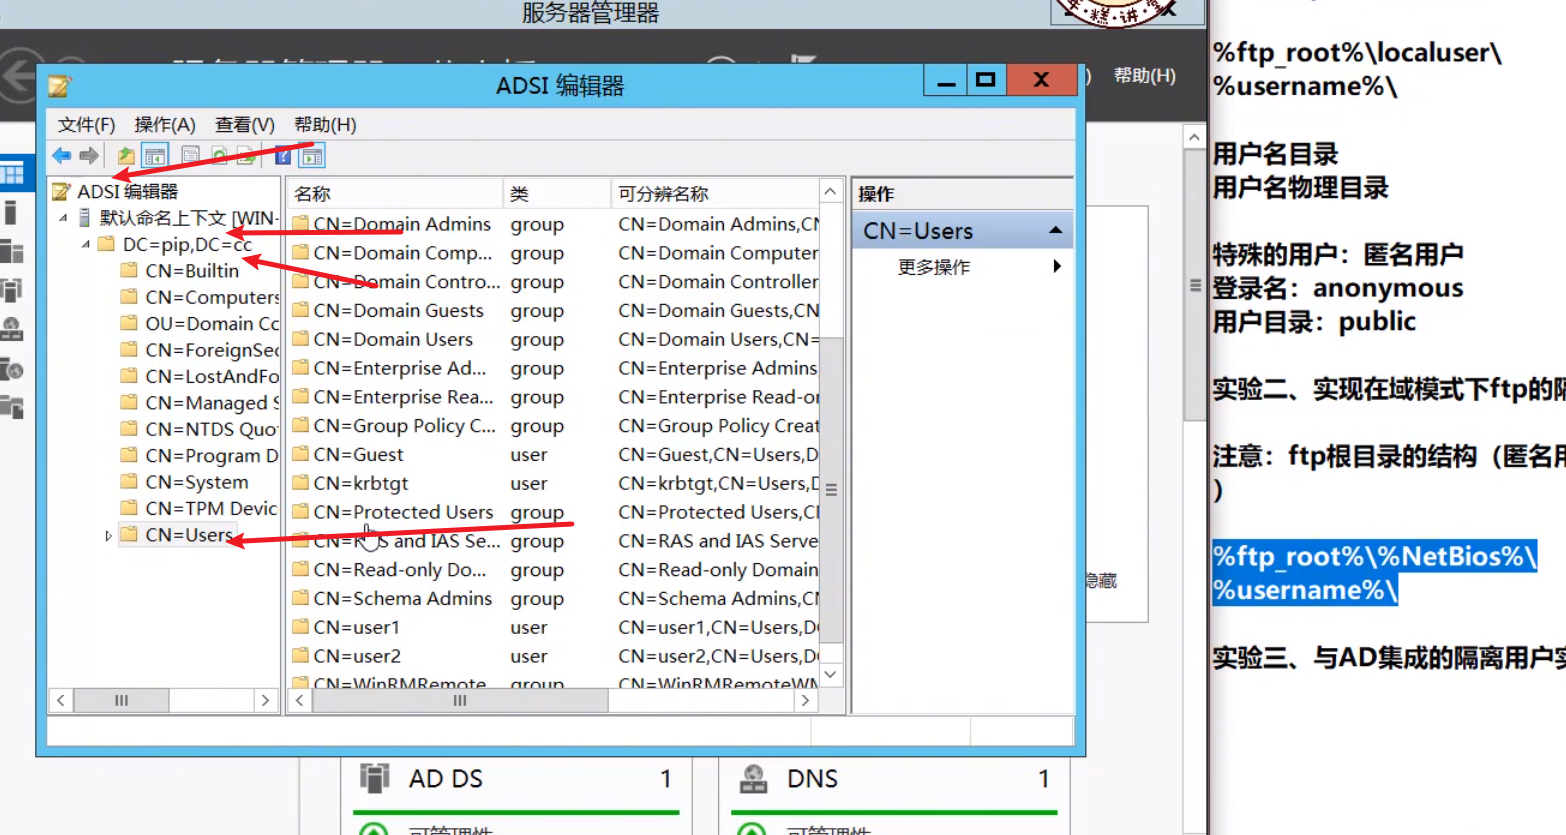 服务器管理器
糕·讲堂
帮助(H)
ADSI 编辑器
文件(F) 操作(A) 查看(V) 帮助(H)
ADSI 编辑器
默认命名上下文 [WIN-
DC=pip,DC=cc
CN=Builtin
CN=Computers
OU=Domain Co
CN=ForeignSec
CN=LostAndFo
CN=Managed S
CN=NTDS Quo
CN=Program D
CN=System
CN=TPM Devic
CN=Users
名称 类 可分辨名称
CN=Domain Admins group CN=Domain Admins,CN
CN=Domain Comp... group CN=Domain Computer
CN=Domain Contro... group CN=Domain Controller
CN=Domain Guests group CN=Domain Guests,CN
CN=Domain Users group CN=Domain Users,CN=
CN=Enterprise Ad... group CN=Enterprise Admins
CN=Enterprise Rea... group CN=Enterprise Read-on
CN=Group Policy C... group CN=Group Policy Creat
CN=Guest user CN=Guest,CN=Users,D
CN=krbtgt user CN=krbtgt,CN=Users,D
CN=Protected Users group CN=Protected Users,CN
CN=RAS and IAS Se... group CN=RAS and IAS Serve
CN=Read-only Do... group CN=Read-only Domain
CN=Schema Admins group CN=Schema Admins,CN
CN=user1 user CN=user1,CN=Users,DC
CN=user2 user CN=user2,CN=Users,DC
CN=WinRMRemote group CN=WinRMRemoteWM
操作
CN=Users
更多操作
隐藏
AD DS 1
DNS 1
可管理性
可管理性
%ftp_root%\localuser\
%username%\
用户名目录
用户名物理目录
特殊的用户：匿名用户
登录名：anonymous
用户目录：public
实验二、实现在域模式下ftp的隔
注意：ftp根目录的结构（匿名用
）
%ftp_root%\%NetBios%\
%username%\
实验三、与AD集成的隔离用户实